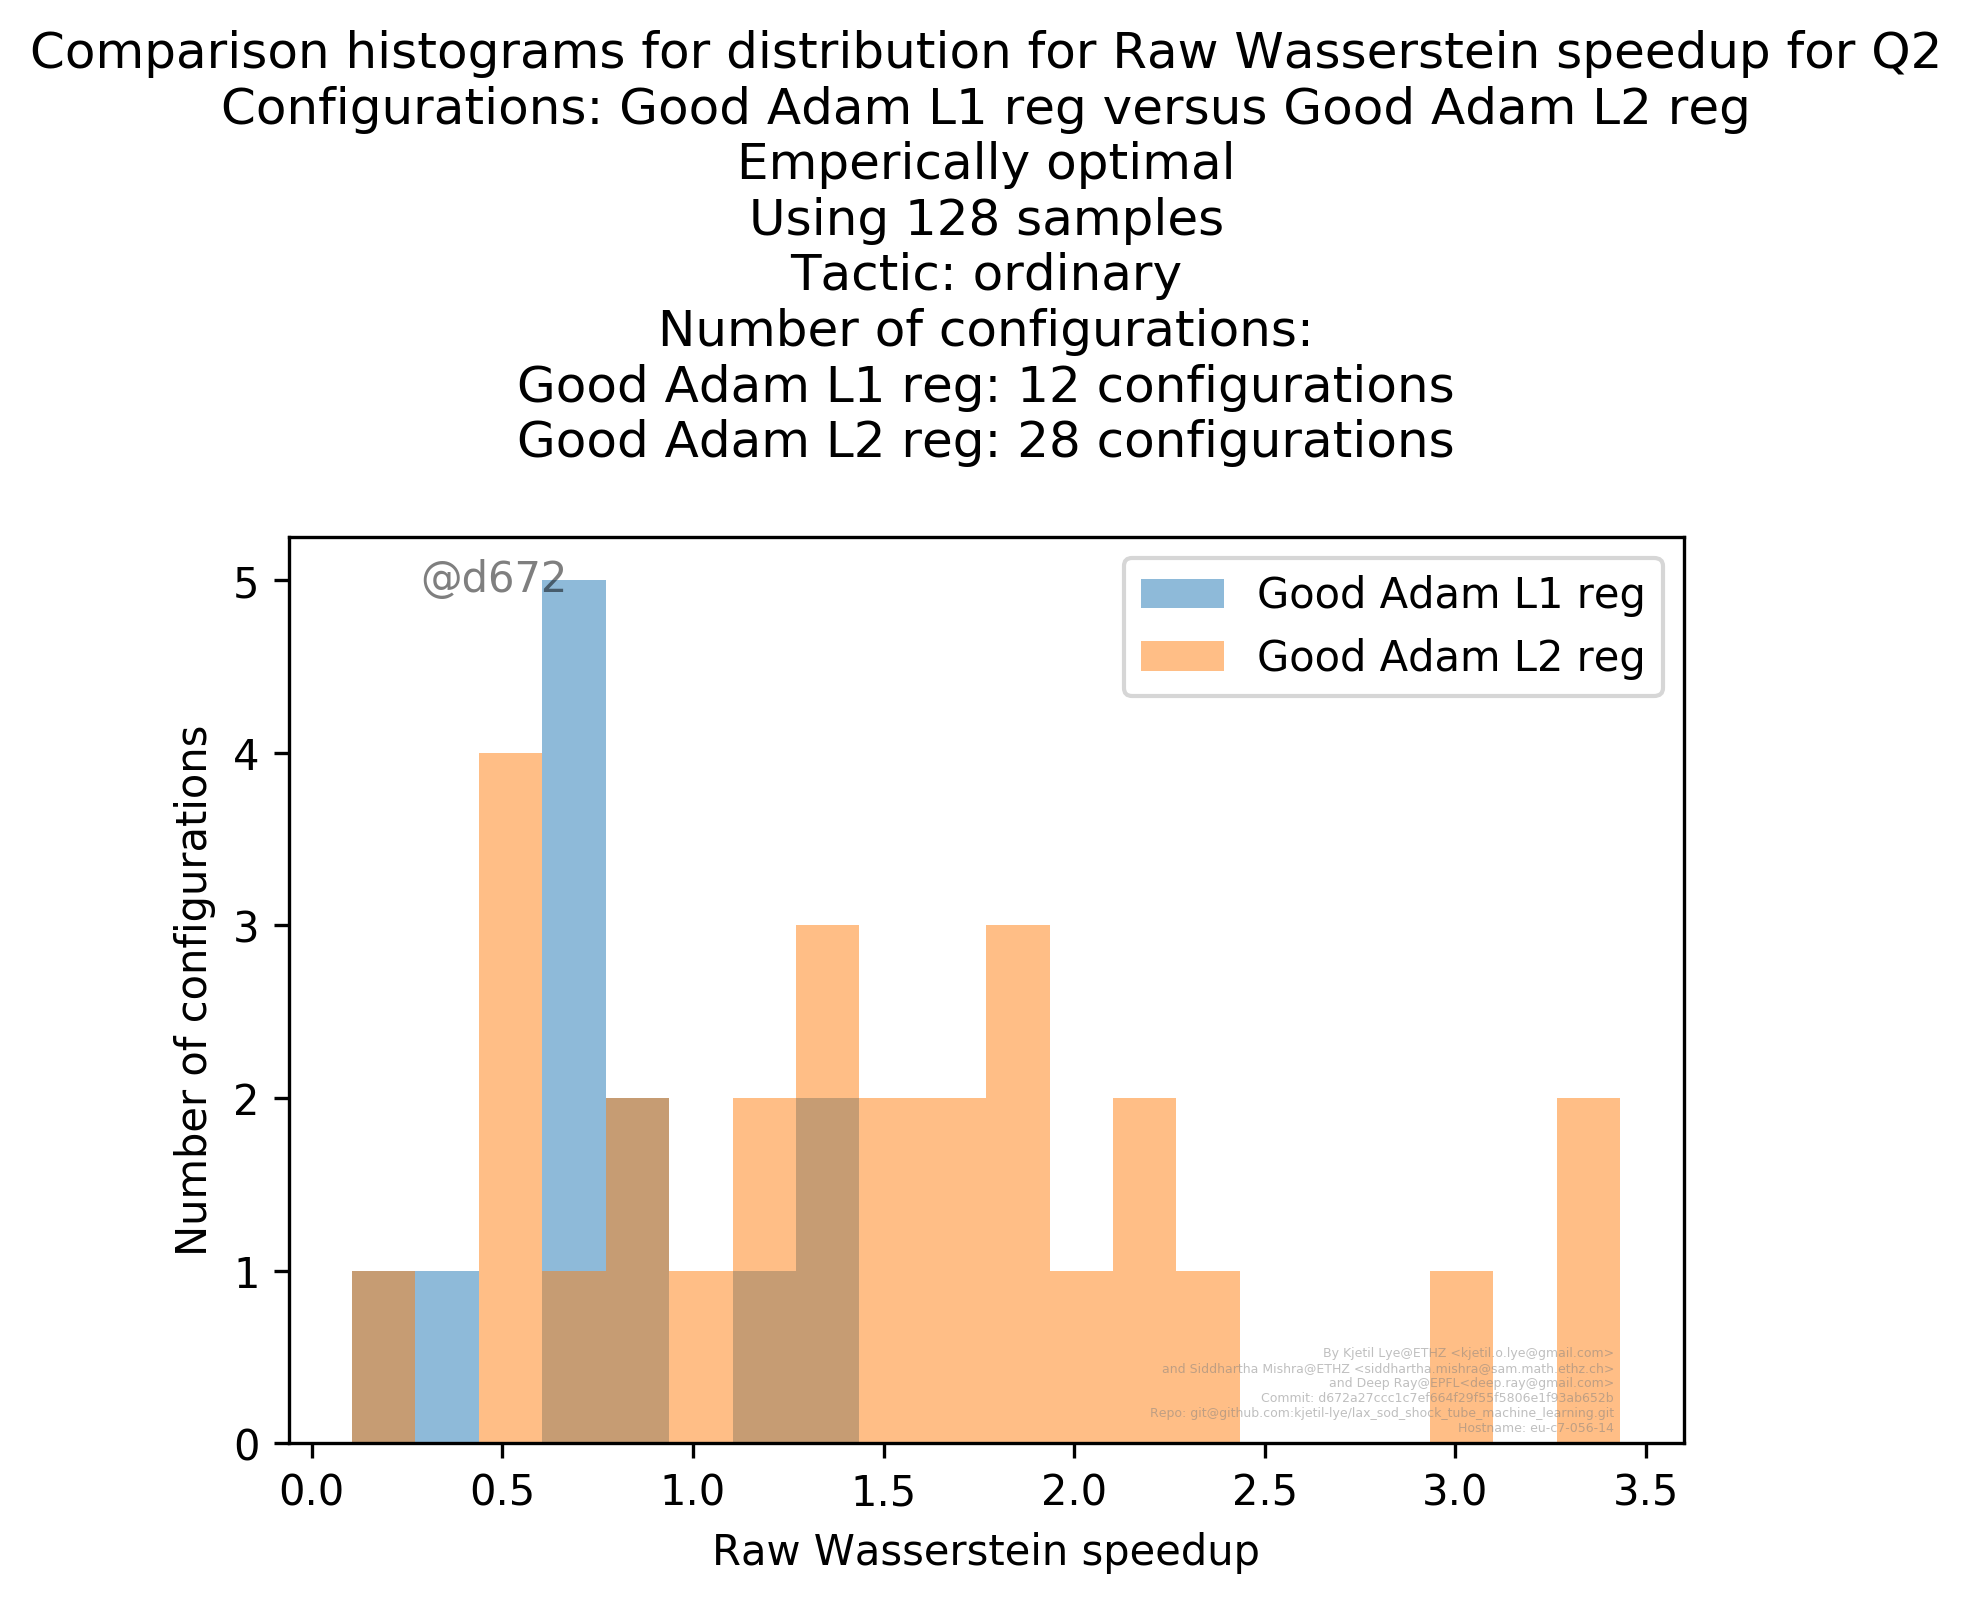 Comparison histograms for distribution for Raw Wasserstein speedup for Q2
Configurations: Good Adam L1 reg versus Good Adam L2 reg
Emperically optimal
Using 128 samples
Tactic: ordinary
Number of configurations:
Good Adam L1 reg: 12 configurations
Good Adam L2 reg: 28 configurations
@d672
Good Adam L1 reg
Good Adam L2 reg
5
4
3
2
1
0
Number of configurations
By Kjetil Lye@ETHZ <kjetil.o.lye@gmail.com>
and Siddhartha Mishra@ETHZ <siddhartha.mishra@sam.math.ethz.ch>
and Deep Ray@EPFL<deep.ray@gmail.com>
Commit: d672a27ccc1c7ef664f29f55f5806e1f93ab652b
Repo: git@github.com:kjetil-lye/lax_sod_shock_tube_machine_learning.git
Hostname: eu-c7-056-14
0.0 0.5 1.0 1.5 2.0 2.5 3.0 3.5
Raw Wasserstein speedup